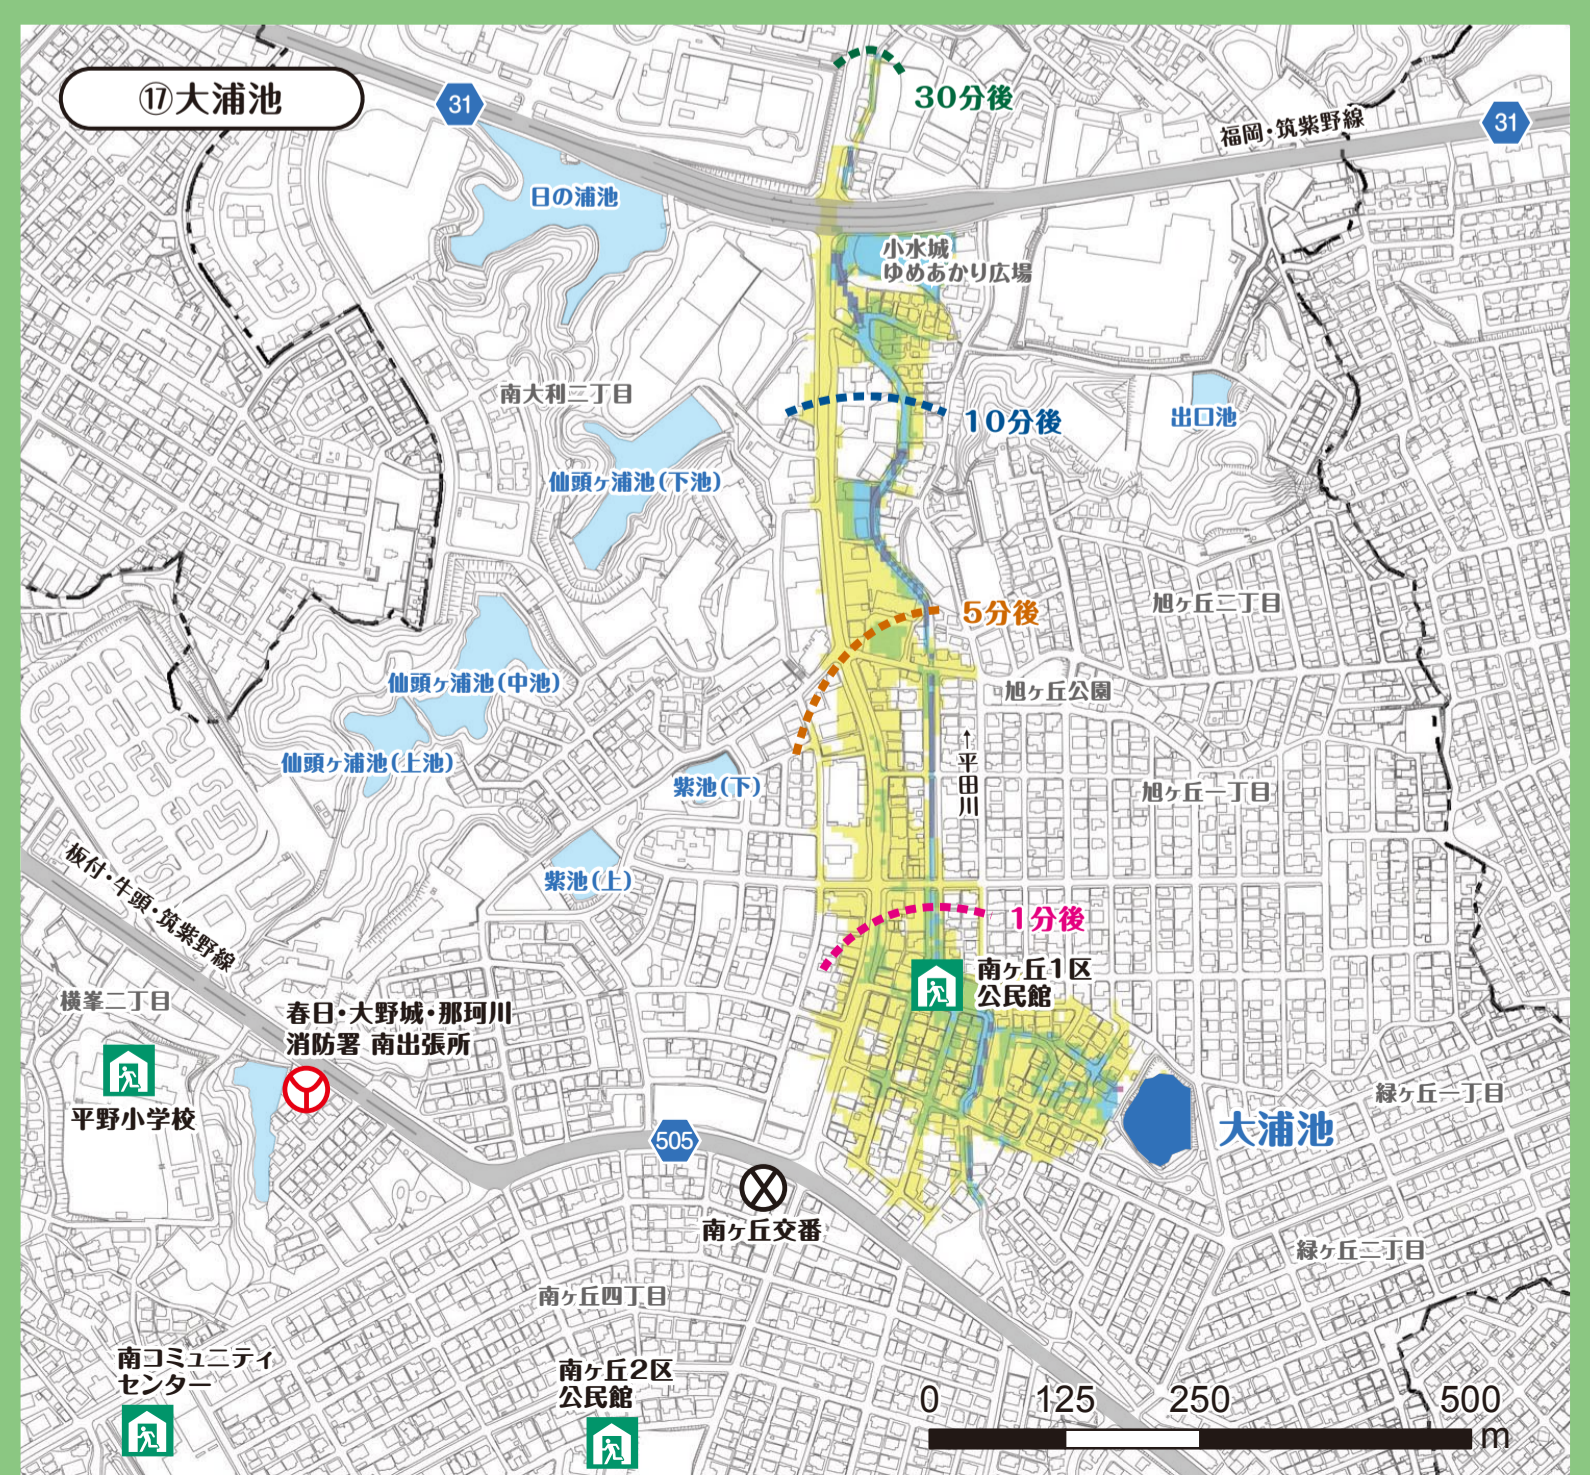 ⑰大浦池
31
30分後
福岡・筑紫野線
31
日の浦池
小水城
ゆめあかり広場
南大利二丁目
10分後
出口池
仙頭ヶ浦池(下池)
旭ヶ丘二丁目
5分後
仙頭ヶ浦池(中池)
旭ヶ丘公園
仙頭ヶ浦池(上池)
紫池(下)
↑平田川
旭ヶ丘一丁目
紫池(上)
板付・牛頭・筑紫野線
1分後
南ヶ丘1区
公民館
横峯二丁目
春日・大野城・那珂川
消防署 南出張所
平野小学校
緑ヶ丘一丁目
大浦池
505
南ヶ丘交番
緑ヶ丘二丁目
南ヶ丘四丁目
南コミュニティ
センター
南ヶ丘2区
公民館
0 125 250 500
m